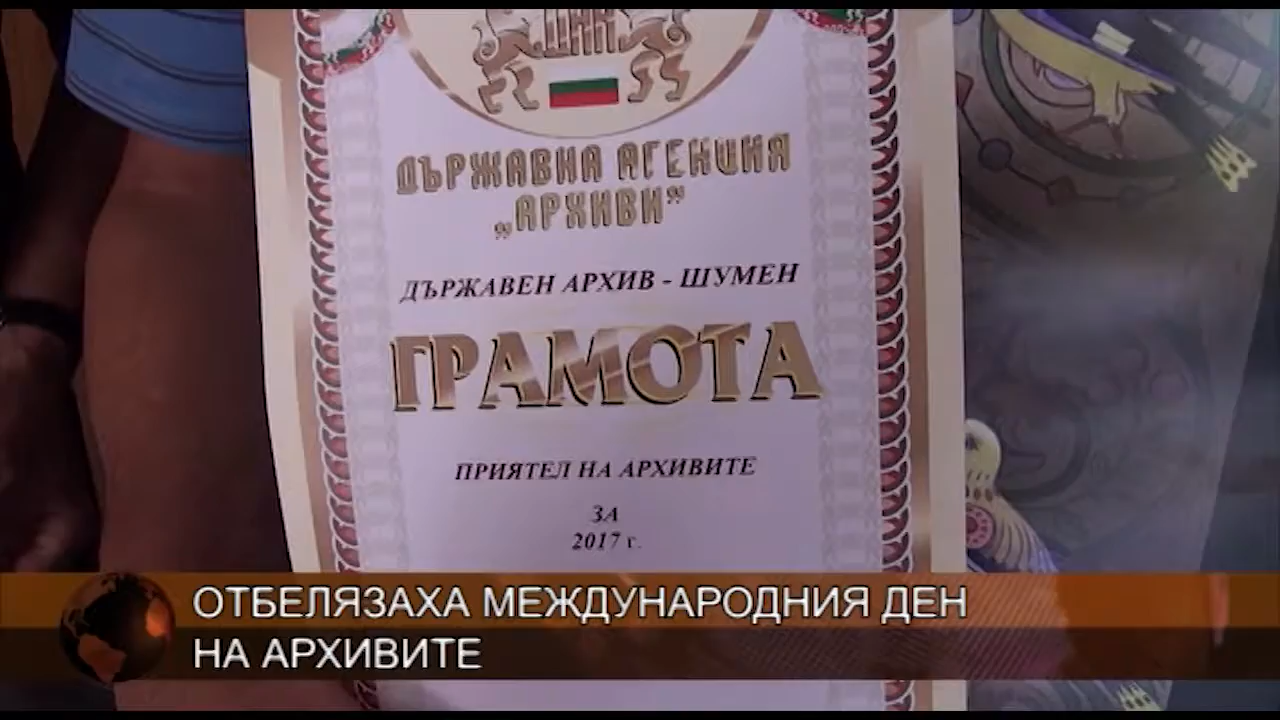 ДЪРЖАВНА АГЕНЦИЯ
„АРХИВИ”
ДЪРЖАВЕН АРХИВ - ШУМЕН
ГРАМОТА
ПРИЯТЕЛ НА АРХИВИТЕ
ЗА
2017 г.
ОТБЕЛЯЗАХА МЕЖДУНАРОДНИЯ ДЕН
НА АРХИВИТЕ